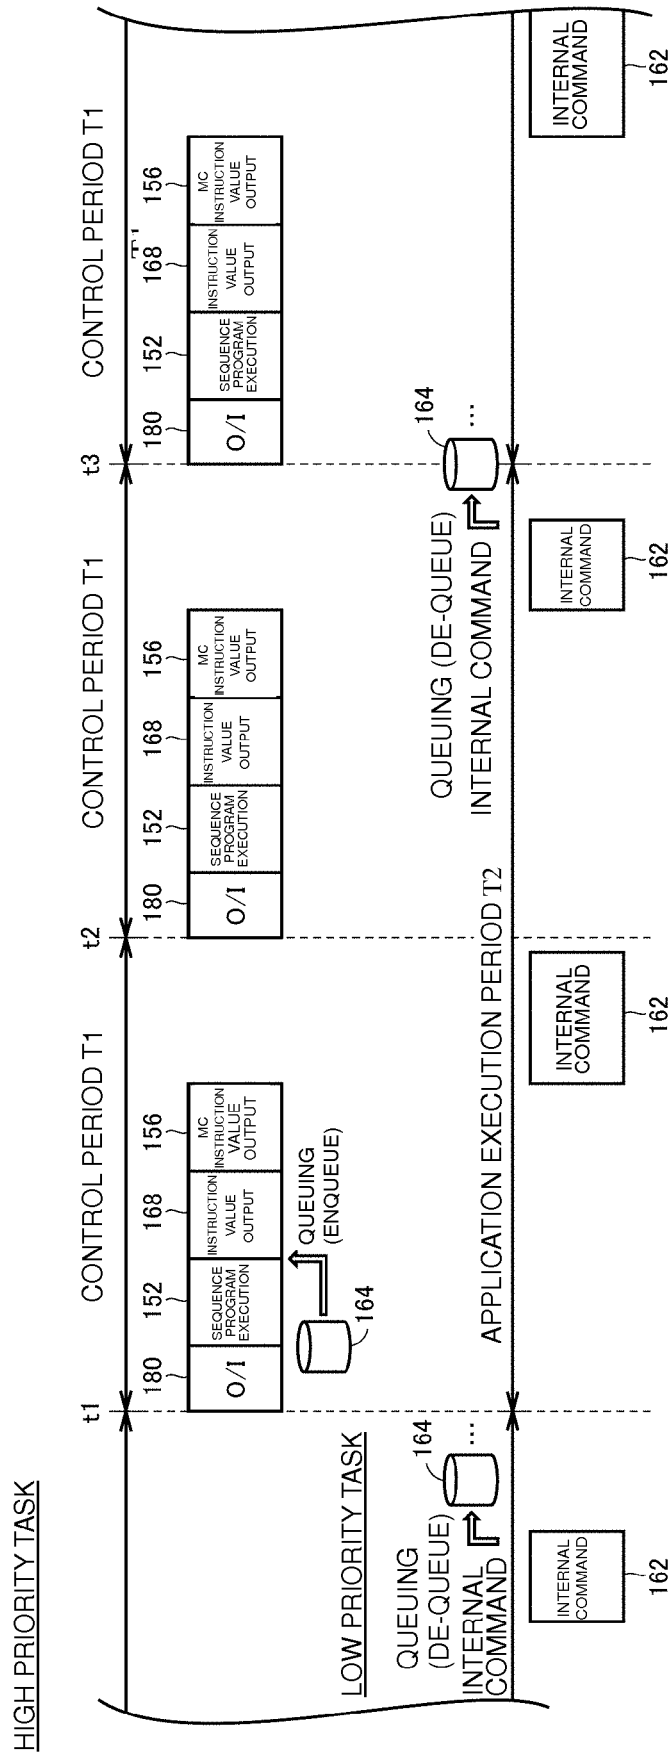 HIGH PRIORITY TASK
CONTROL PERIOD T1
CONTROL PERIOD T1
CONTROL PERIOD T1
t1
t2
t3
180
152
168
156
180
152
168
156
180
152
168
156
O/I
SEQUENCE
PROGRAM
EXECUTION
INSTRUCTION
VALUE
OUTPUT
MC
INSTRUCTION
VALUE
OUTPUT
O/I
SEQUENCE
PROGRAM
EXECUTION
INSTRUCTION
VALUE
OUTPUT
MC
INSTRUCTION
VALUE
OUTPUT
O/I
SEQUENCE
PROGRAM
EXECUTION
INSTRUCTION
VALUE
OUTPUT
MC
INSTRUCTION
VALUE
OUTPUT
QUEUING
(ENQUEUE)
164
LOW PRIORITY TASK
QUEUING
(DE-QUEUE)
INTERNAL
COMMAND
164
...
APPLICATION EXECUTION PERIOD T2
QUEUING (DE-QUEUE)
INTERNAL COMMAND
164
...
INTERNAL
COMMAND
162
INTERNAL
COMMAND
162
INTERNAL
COMMAND
162
INTERNAL
COMMAND
162